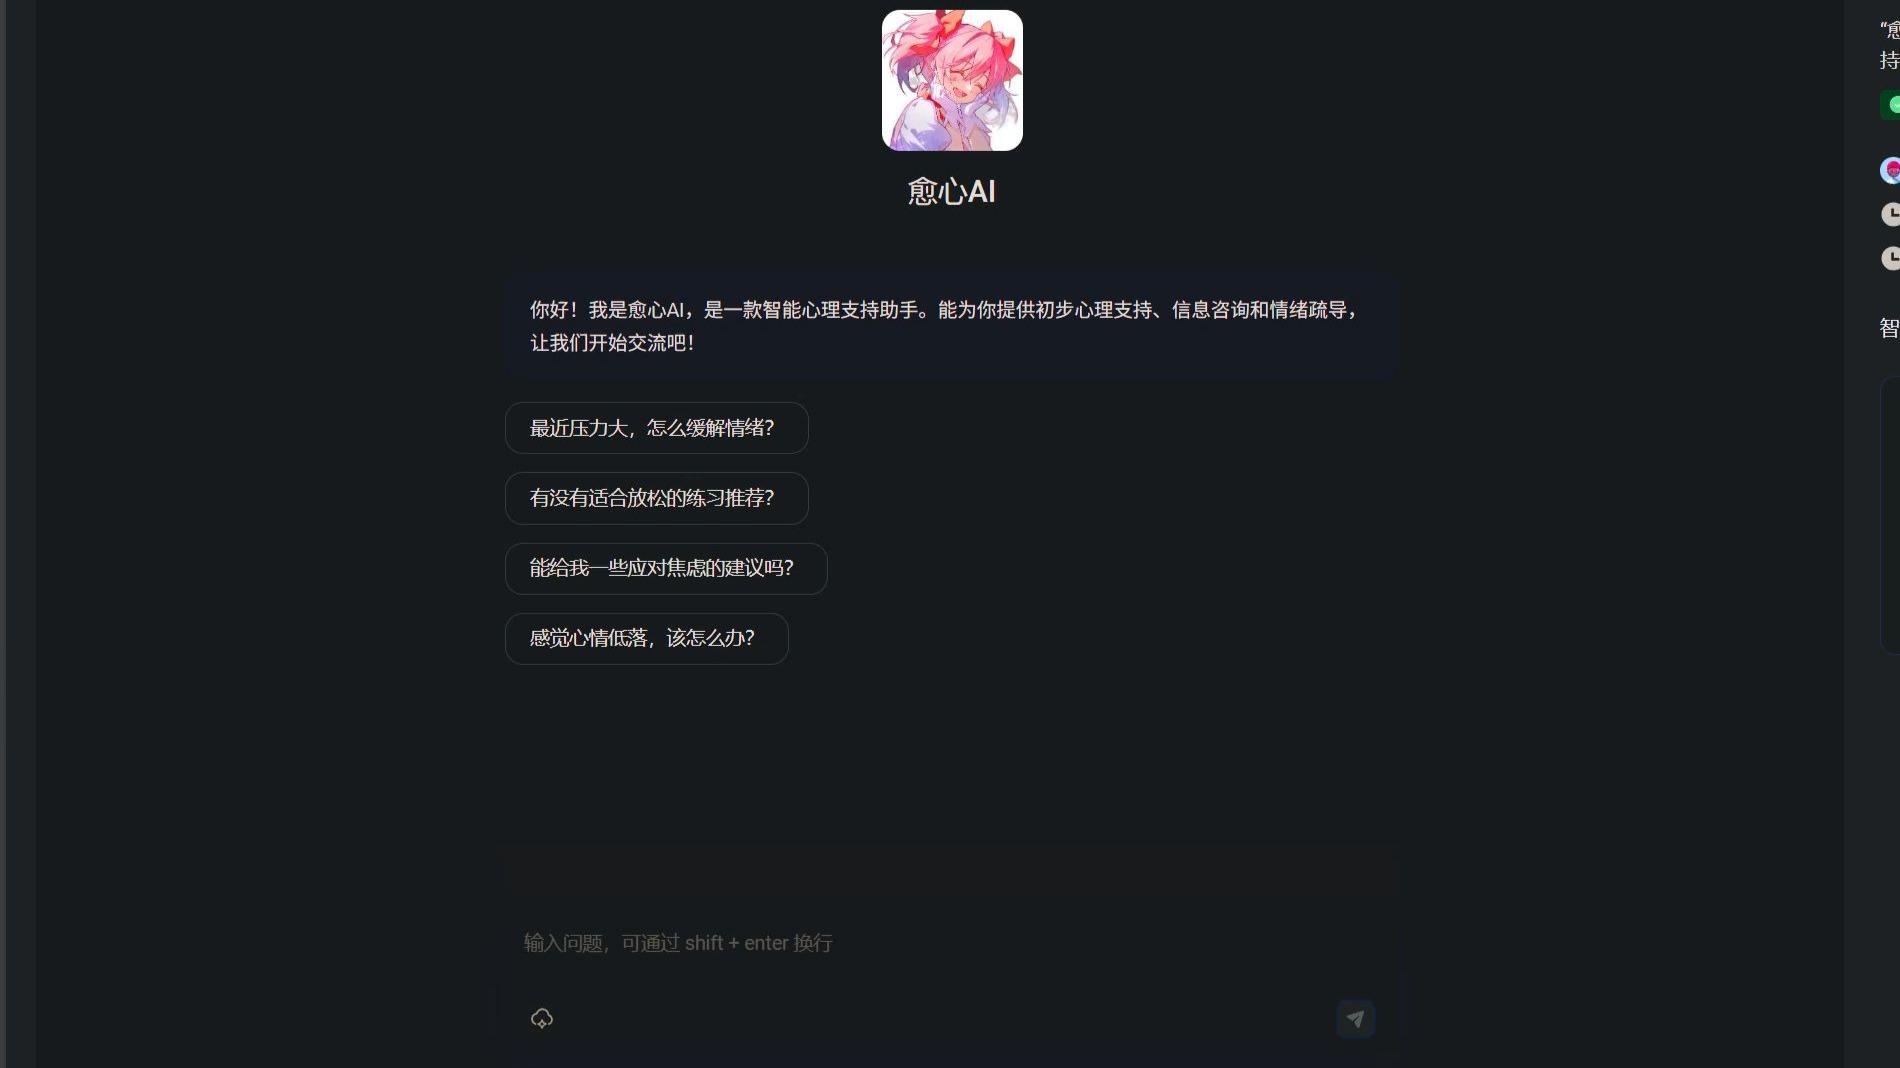 愈心AI
你好！我是愈心AI，是一款智能心理支持助手。能为你提供初步心理支持、信息咨询和情绪疏导，
让我们开始交流吧！
最近压力大，怎么缓解情绪？
有没有适合放松的练习推荐？
能给我一些应对焦虑的建议吗？
感觉心情低落，该怎么办？
输入问题，可通过 shift + enter 换行
“愈
持
智